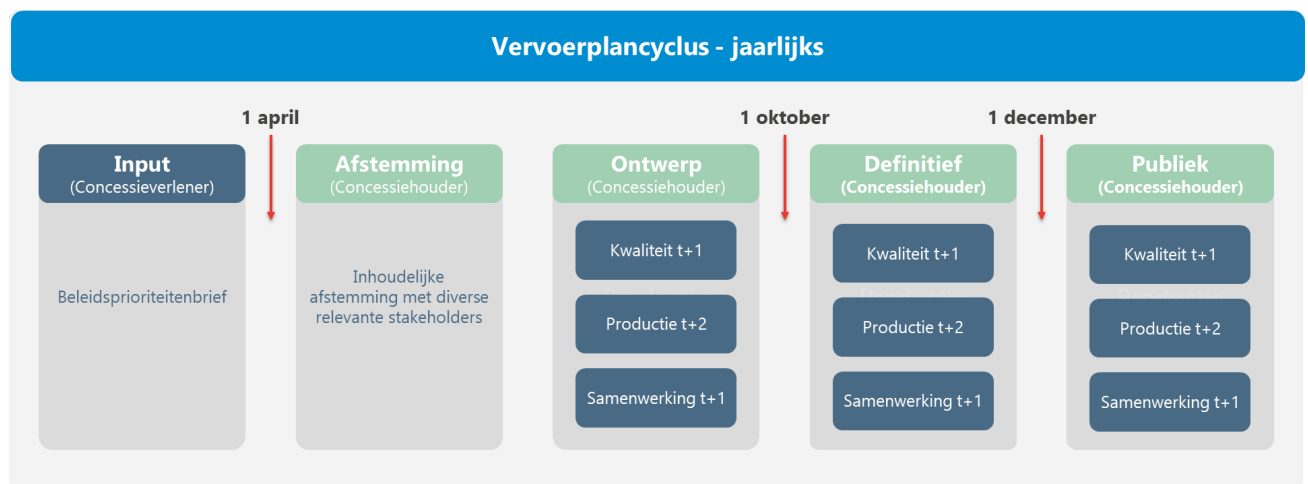 Vervoerplancyclus - jaarlijks
1 april
1 oktober
1 december
Input
(Concessieverlener)
Beleidsprioriteitenbrief
Afstemming
(Concessiehouder)
Inhoudelijke
afstemming met diverse
relevante stakeholders
Ontwerp
(Concessiehouder)
Kwaliteit t+1
Productie t+2
Samenwerking t+1
Definitief
(Concessiehouder)
Kwaliteit t+1
Productie t+2
Samenwerking t+1
Publiek
(Concessiehouder)
Kwaliteit t+1
Productie t+2
Samenwerking t+1